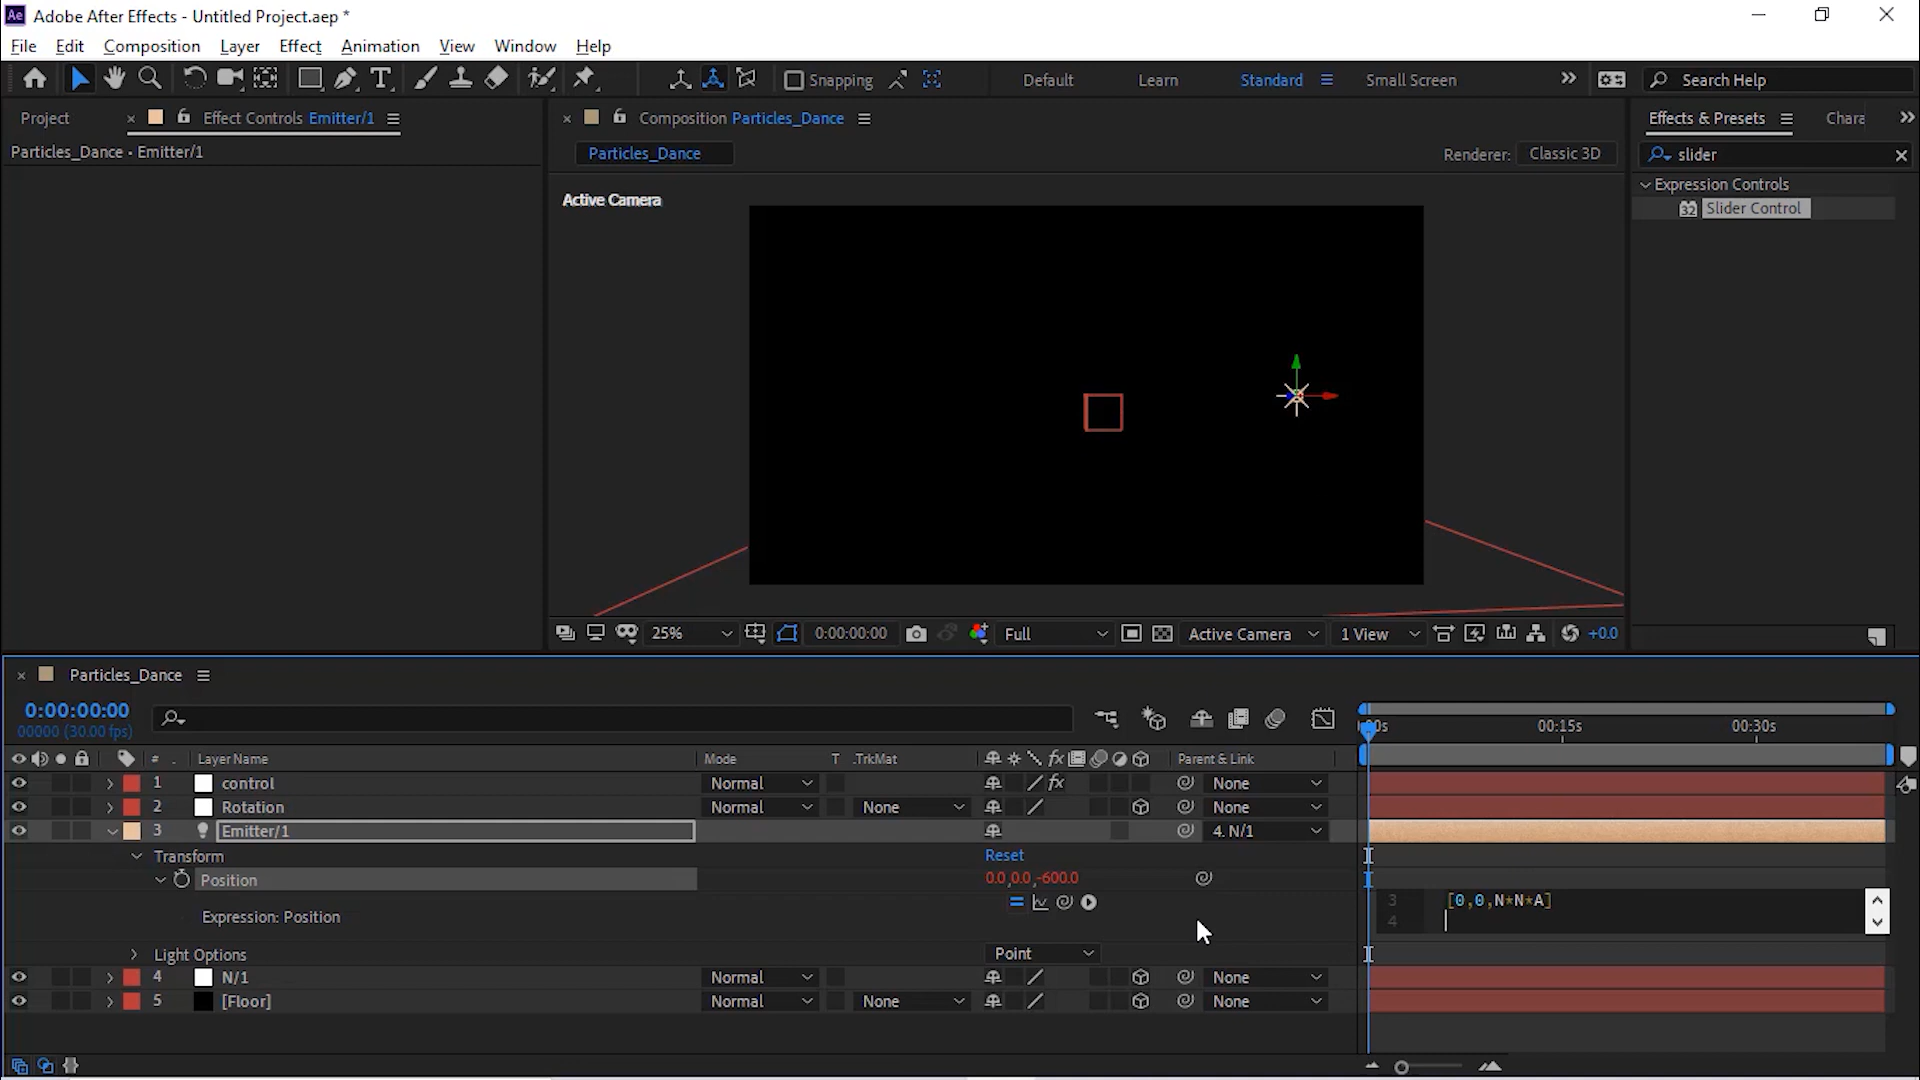 Ae Adobe After Effects - Untitled Project.aep *
File Edit Composition Layer Effect Animation View Window Help
T Snapping Default Learn Standard Small Screen Search Help
Project Effect Controls Emitter/1 Composition Particles_Dance Effects & Presets Chara
Particles_Dance • Emitter/1 Particles_Dance Renderer: Classic 3D slider
Expression Controls
Active Camera 32 Slider Control
25% 0:00:00:00 Full Active Camera 1 View +0.0
Particles_Dance
0:00:00:00
00000 (30.00 fps) 00:15s 00:30s
# Layer Name Mode T .TrkMat fx Parent & Link
1 control Normal fx None
2 Rotation Normal None None
3 Emitter/1 4. N/1
Transform Reset
Position 0.0,0.0,-600.0
3 [0,0,N*N*A]
Expression: Position 4
Light Options Point
4 N/1 Normal None
5 [Floor] Normal None None